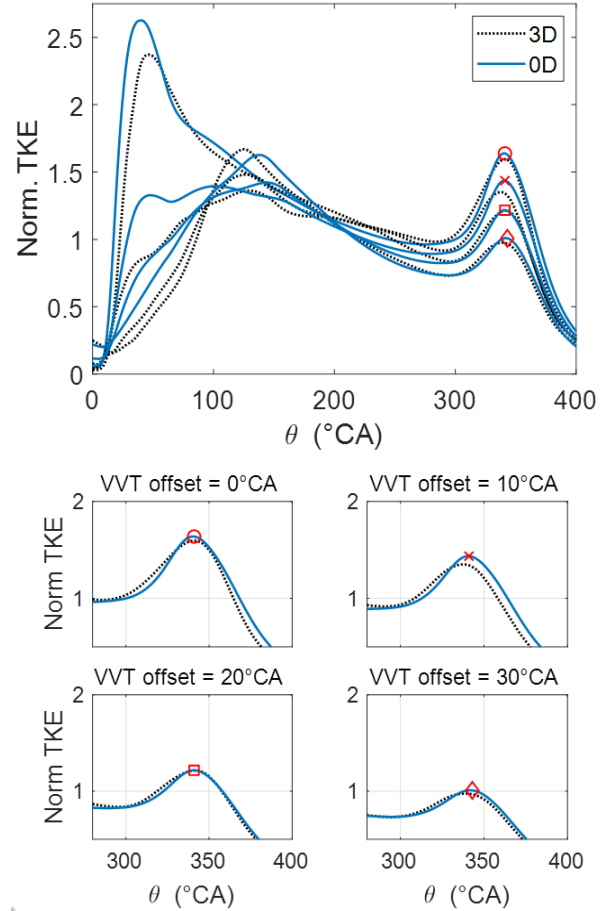 2.5
2
1.5
1
0.5
0
Norm. TKE
3D
0D
0 100 200 300 400
θ (°CA)
VVT offset = 0°CA
VVT offset = 10°CA
2
1
Norm TKE
2
1
VVT offset = 20°CA
VVT offset = 30°CA
2
1
Norm TKE
2
1
300 350 400
300 350 400
θ (°CA)
θ (°CA)